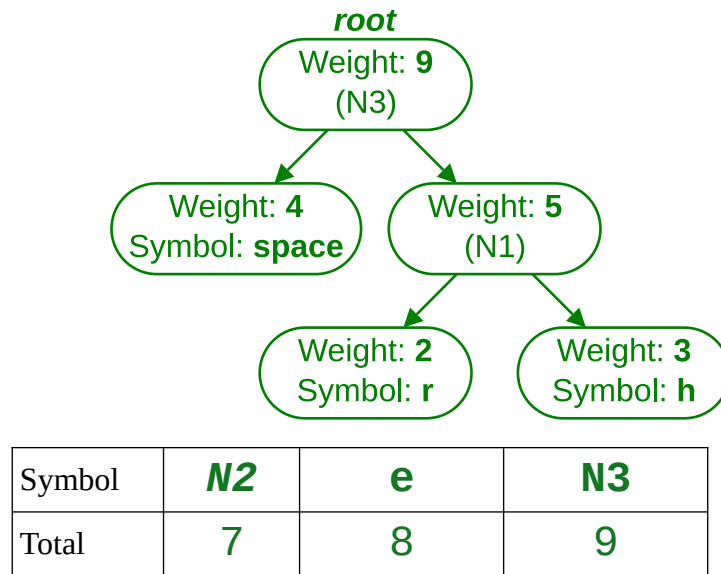 root
Weight: 9
(N3)
Weight: 4
Symbol: space
Weight: 5
(N1)
Weight: 2
Symbol: r
Weight: 3
Symbol: h
Symbol N2 e N3
Total 7 8 9